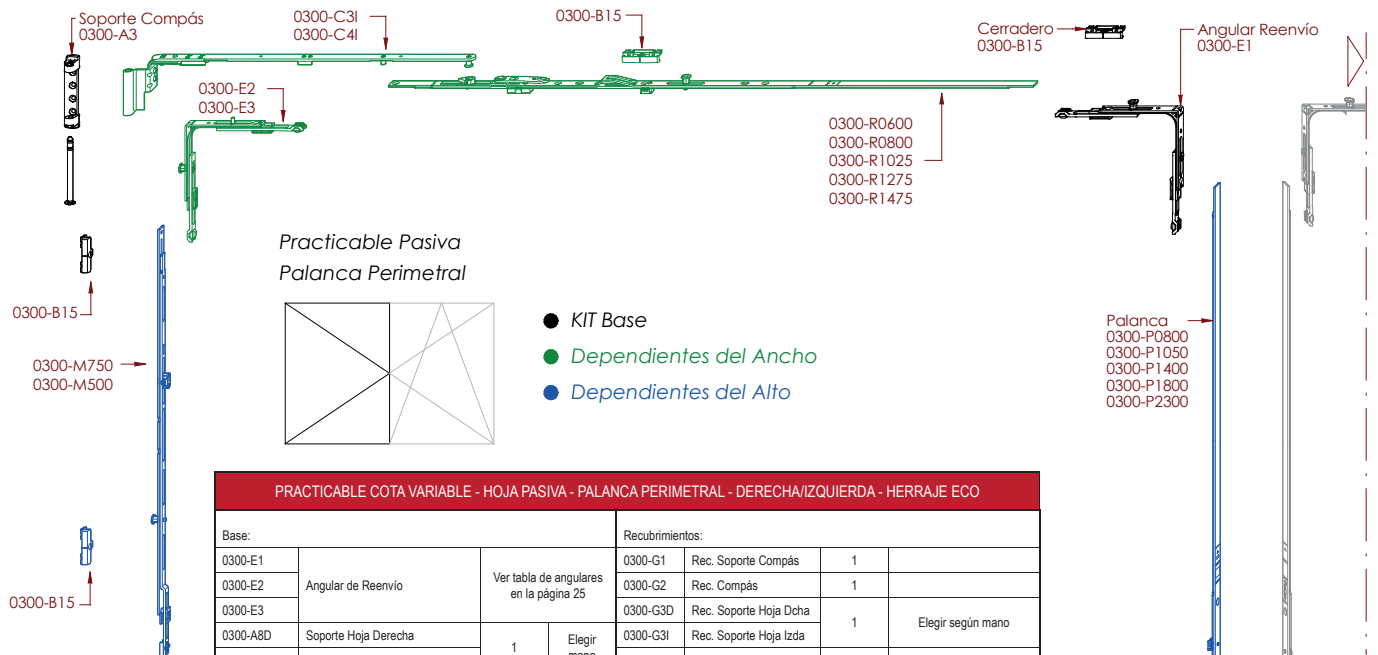 Soporte Compás
0300-A3
0300-C3I
0300-C4I
0300-B15
Cerradero
0300-B15
Angular Reenvío
0300-E1
0300-E2
0300-E3
0300-R0600
0300-R0800
0300-R1025
0300-R1275
0300-R1475
Practicable Pasiva
Palanca Perimetral
0300-B15
KIT Base
Dependientes del Ancho
Dependientes del Alto
0300-M750
0300-M500
Palanca
0300-P0800
0300-P1050
0300-P1400
0300-P1800
0300-P2300
0300-B15
PRACTICABLE COTA VARIABLE - HOJA PASIVA - PALANCA PERIMETRAL - DERECHA/IZQUIERDA - HERRAJE ECO
Base:
Recubrimientos:
0300-E1
0300-E2
0300-E3
Angular de Reenvío
Ver tabla de angulares
en la página 25
0300-G1 Rec. Soporte Compás 1
0300-G2 Rec. Compás 1
0300-G3D Rec. Soporte Hoja Dcha
0300-G3I Rec. Soporte Hoja Izda
1
Elegir según mano
0300-A8D Soporte Hoja Derecha
1
Elegir
mano